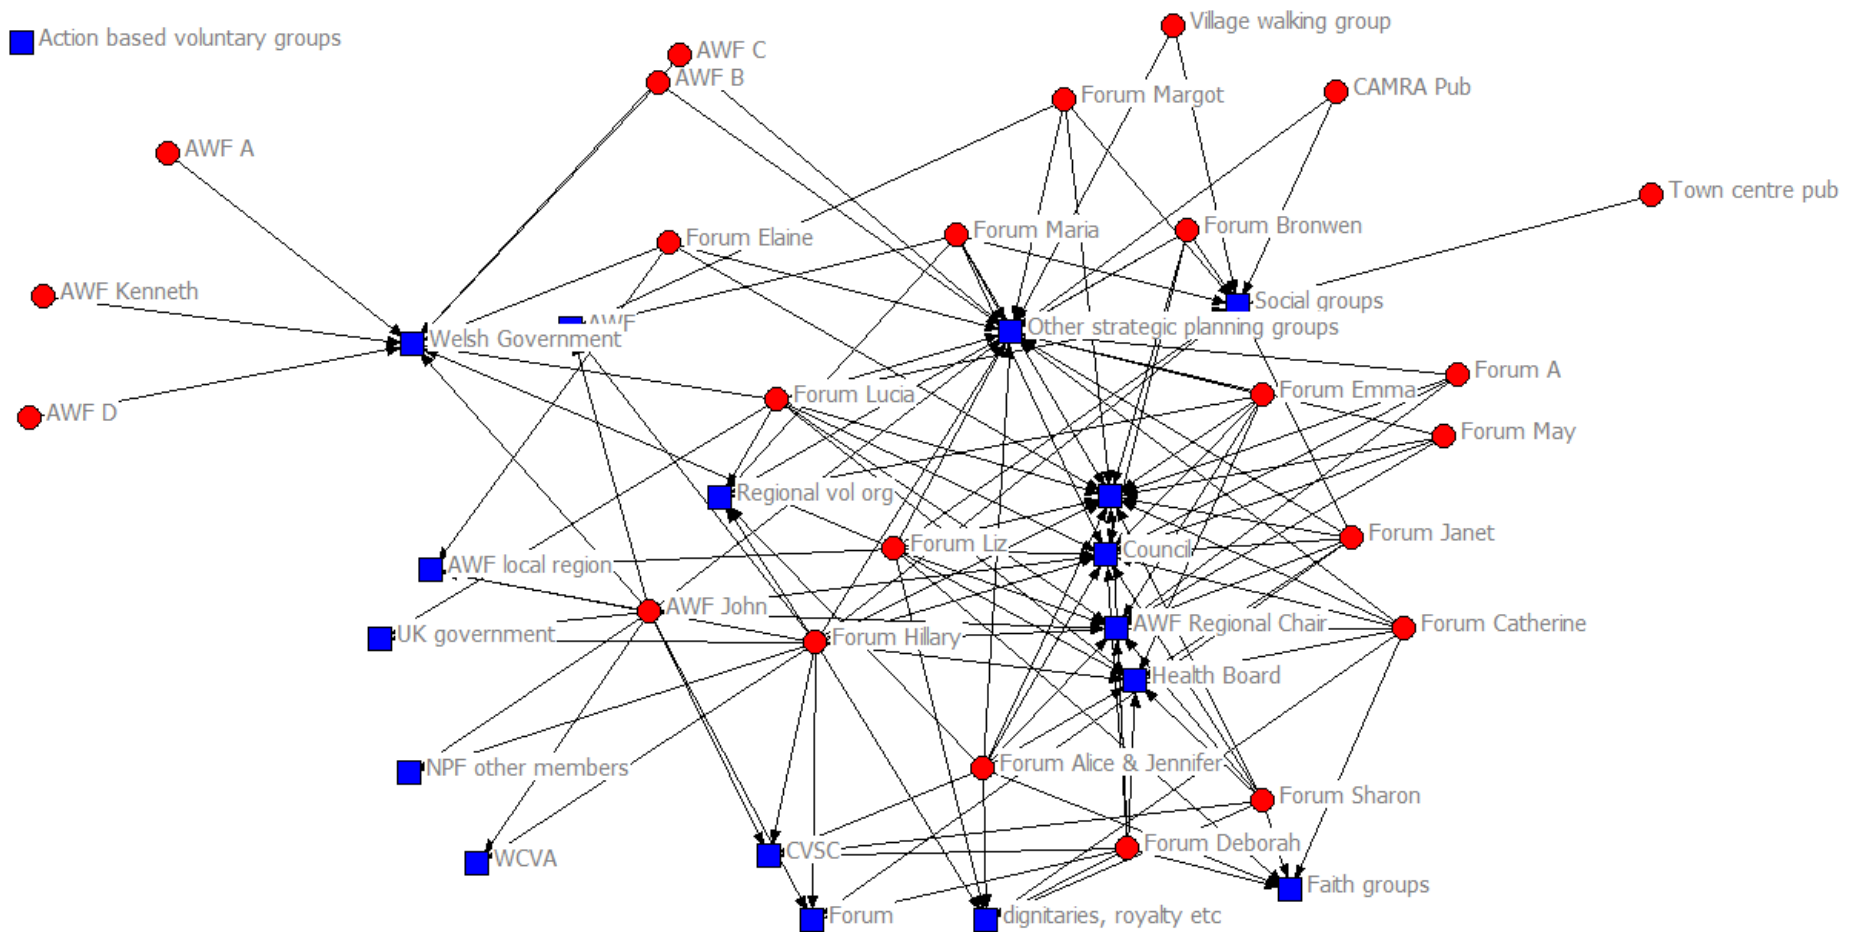 Village walking group
Action based voluntary groups
AWF C
AWF B
CAMRA Pub
Forum Margot
AWF A
Town centre pub
Forum Bronwen
Forum Maria
Forum Elaine
AWF Kenneth
Social groups
AWF
Other strategic planning groups
Welsh Government
Forum A
Forum Emma
Forum Lucia
AWF D
Forum May
Regional vol org
Forum Janet
Forum Liz
Council
AWF local region
AWF John
AWF Regional Chair
Forum Catherine
UK government
Forum Hillary
Health Board
Forum Alice & Jennifer
NPF other members
Forum Sharon
Forum Deborah
CVSC
WCVA
Faith groups
Forum
dignitaries, royalty etc